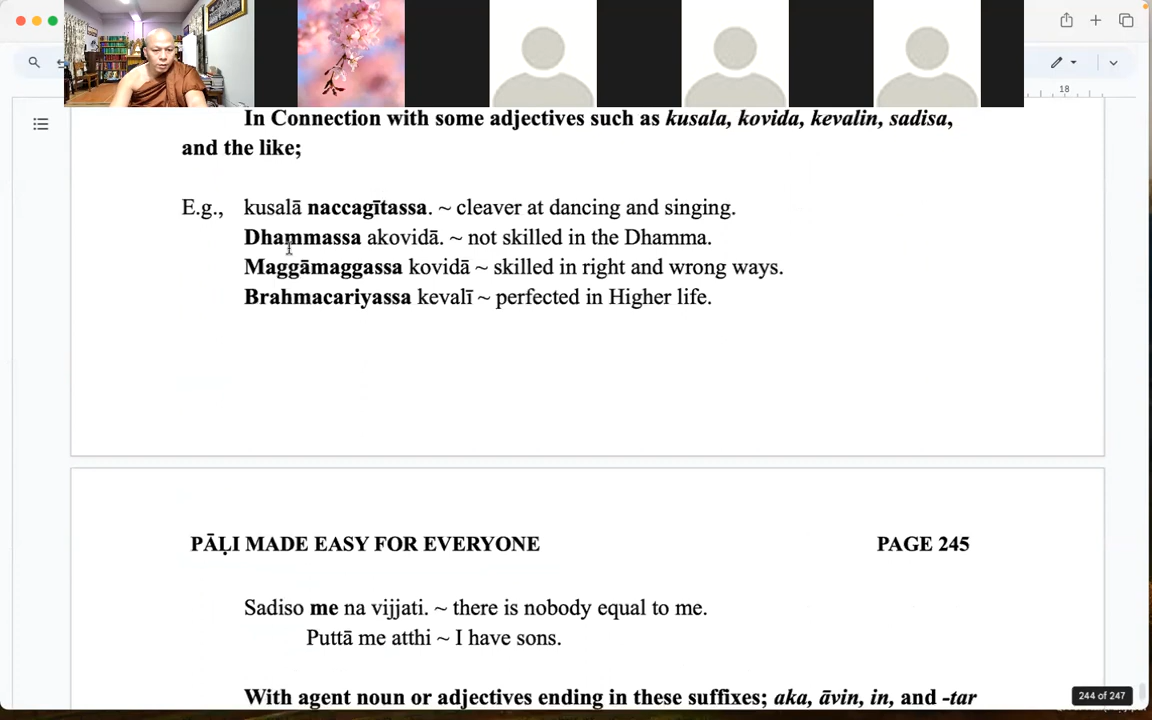 18
In Connection with some adjectives such as kusala, kovida, kevalin, sadisa,
and the like;
E.g., kusalā naccagītassa. ~ cleaver at dancing and singing.
Dhammassa akovidā. ~ not skilled in the Dhamma.
Maggāmaggassa kovidā ~ skilled in right and wrong ways.
Brahmacariyassa kevalī ~ perfected in Higher life.
PĀḶI MADE EASY FOR EVERYONE PAGE 245
Sadiso me na vijjati. ~ there is nobody equal to me.
Puttā me atthi ~ I have sons.
With agent noun or adjectives ending in these suffixes; aka, āvin, in, and -tar
244 of 247